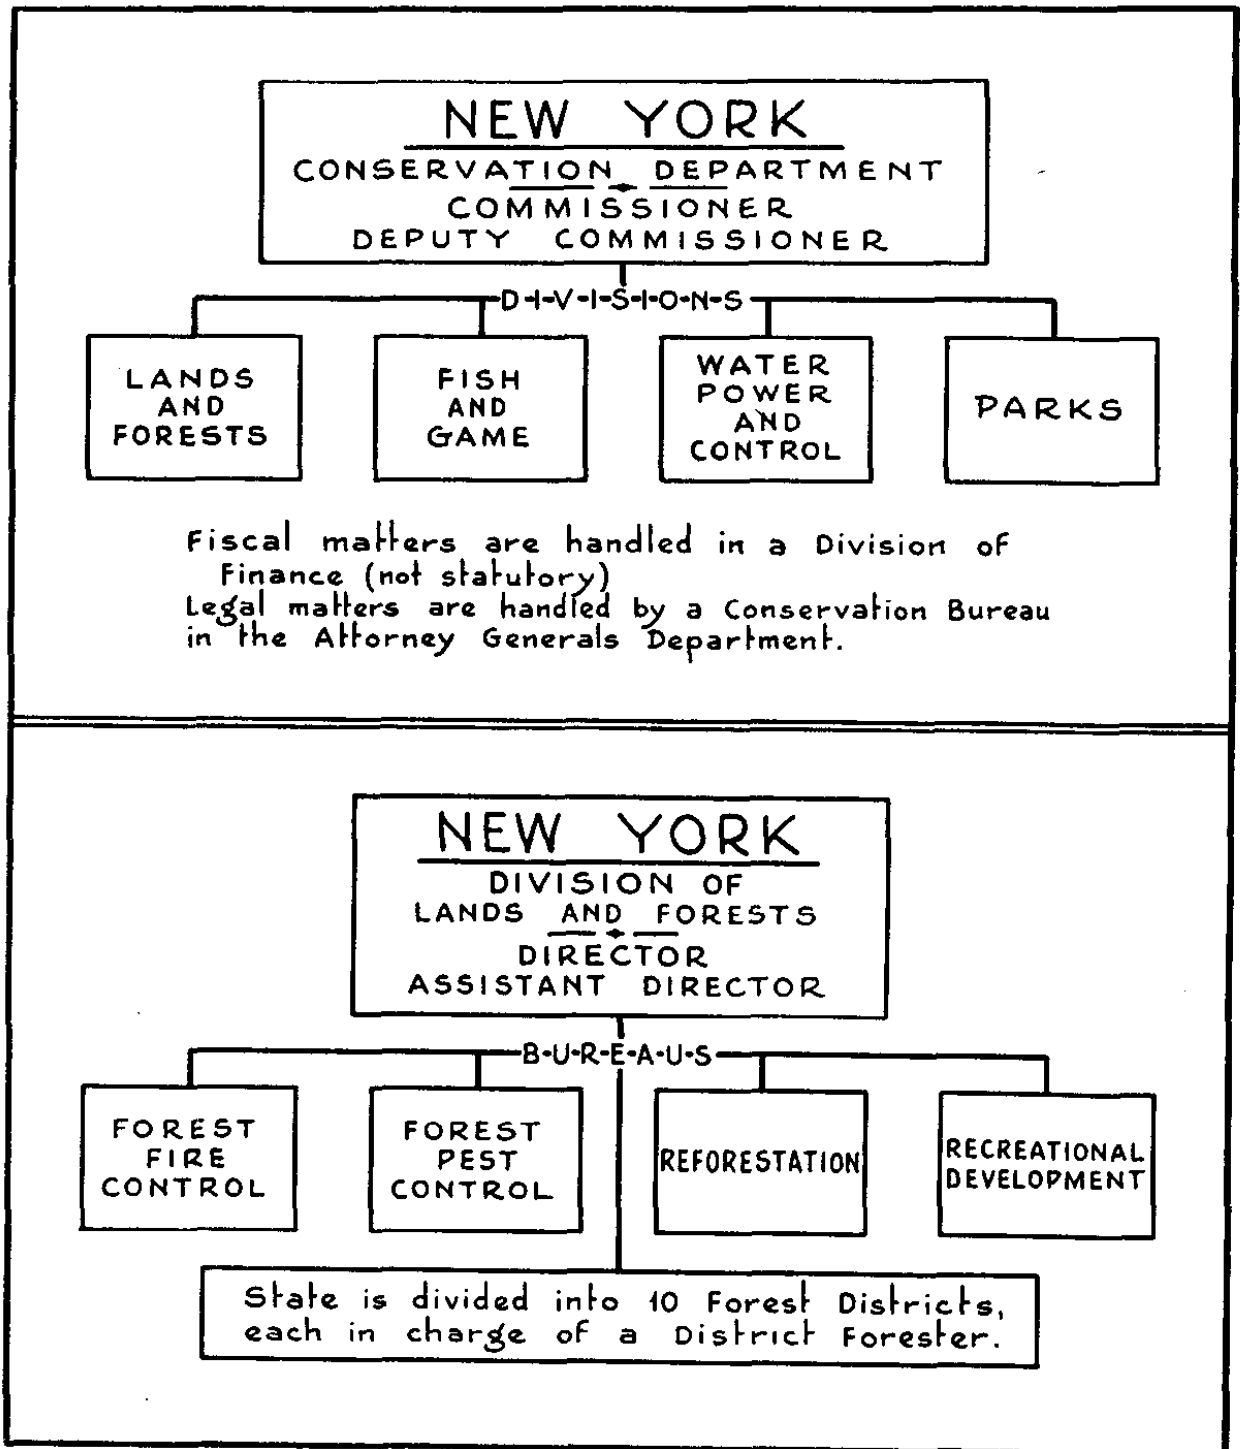 NEW YORK
CONSERVATION DEPARTMENT
COMMISSIONER
DEPUTY COMMISSIONER
D-I-V-I-S-I-O-N-S
LANDS
AND
FORESTS
FISH
AND
GAME
WATER
POWER
AND
CONTROL
PARKS
Fiscal matters are handled in a Division of
Finance (not statutory)
Legal matters are handled by a Conservation Bureau
in the Attorney Generals Department.
NEW YORK
DIVISION OF
LANDS AND FORESTS
DIRECTOR
ASSISTANT DIRECTOR
B-U-R-E-A-U-S
FOREST
FIRE
CONTROL
FOREST
PEST
CONTROL
REFORESTATION
RECREATIONAL
DEVELOPMENT
State is divided into 10 Forest Districts,
each in charge of a District Forester.